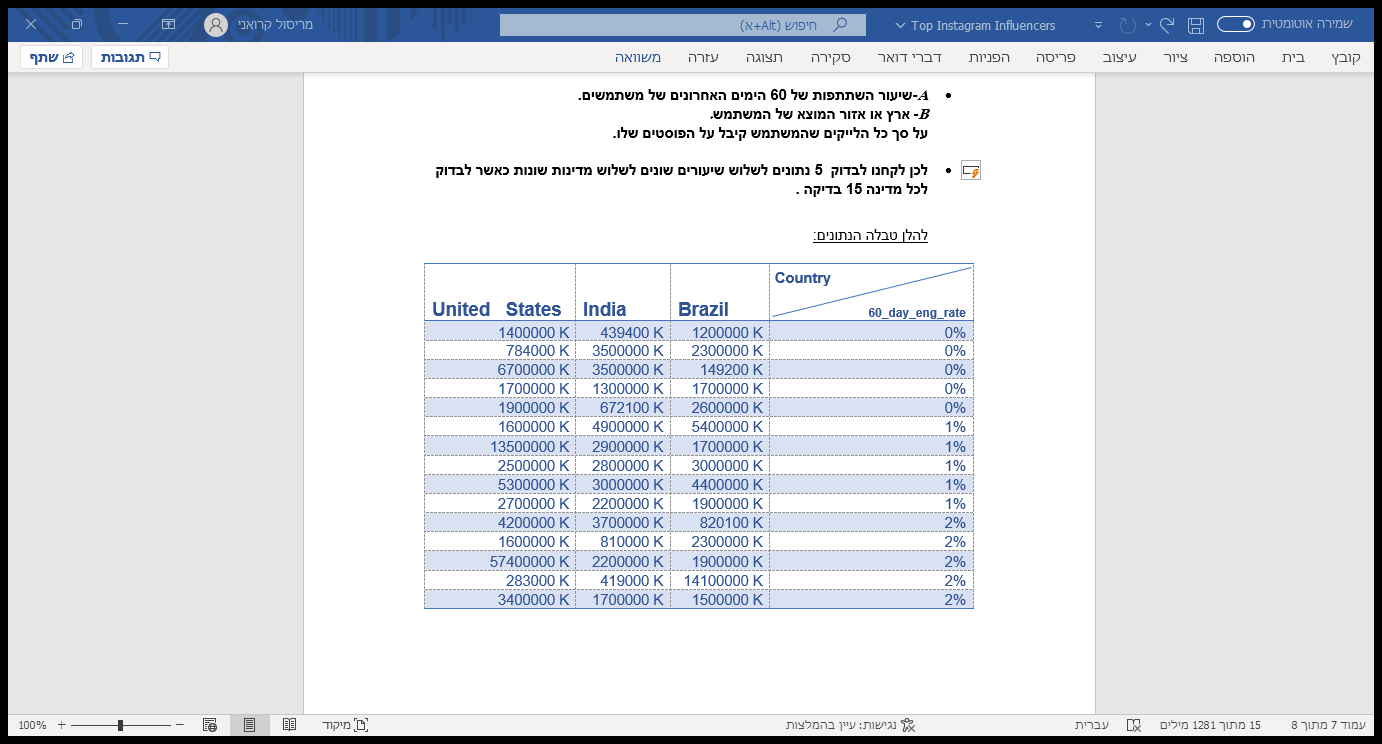 שמירה אוטומטית
Top Instagram Influencers
חיפוש (Alt+א)
מריסול קרואני
קובץ בית הוספה ציור עיצוב פריסה הפניות דברי דואר סקירה תצוגה עזרה משוואה
תגובות שתף
A-שיעור השתתפות של 60 הימים האחרונים של משתמשים.
B- ארץ או אזור המוצא של המשתמש.
על סך כל הלייקים שהמשתמש קיבל על הפוסטים שלו.
לכן לקחנו לבדוק 5 נתונים לשלוש שיעורים שונים לשלוש מדינות שונות כאשר לבדוק
לכל מדינה 15 בדיקה .
להלן טבלה הנתונים:
Country
United States India Brazil 60_day_eng_rate
1400000 K 439400 K 1200000 K 0%
784000 K 3500000 K 2300000 K 0%
6700000 K 3500000 K 149200 K 0%
1700000 K 1300000 K 1700000 K 0%
1900000 K 672100 K 2600000 K 0%
1600000 K 4900000 K 5400000 K 1%
13500000 K 2900000 K 1700000 K 1%
2500000 K 2800000 K 3000000 K 1%
5300000 K 3000000 K 4400000 K 1%
2700000 K 2200000 K 1900000 K 1%
4200000 K 3700000 K 820100 K 2%
1600000 K 810000 K 2300000 K 2%
57400000 K 2200000 K 1900000 K 2%
283000 K 419000 K 14100000 K 2%
3400000 K 1700000 K 1500000 K 2%
עמוד 7 מתוך 8 15 מתוך 1281 מילים עברית נגישות: עיין בהמלצות מיקוד 100%